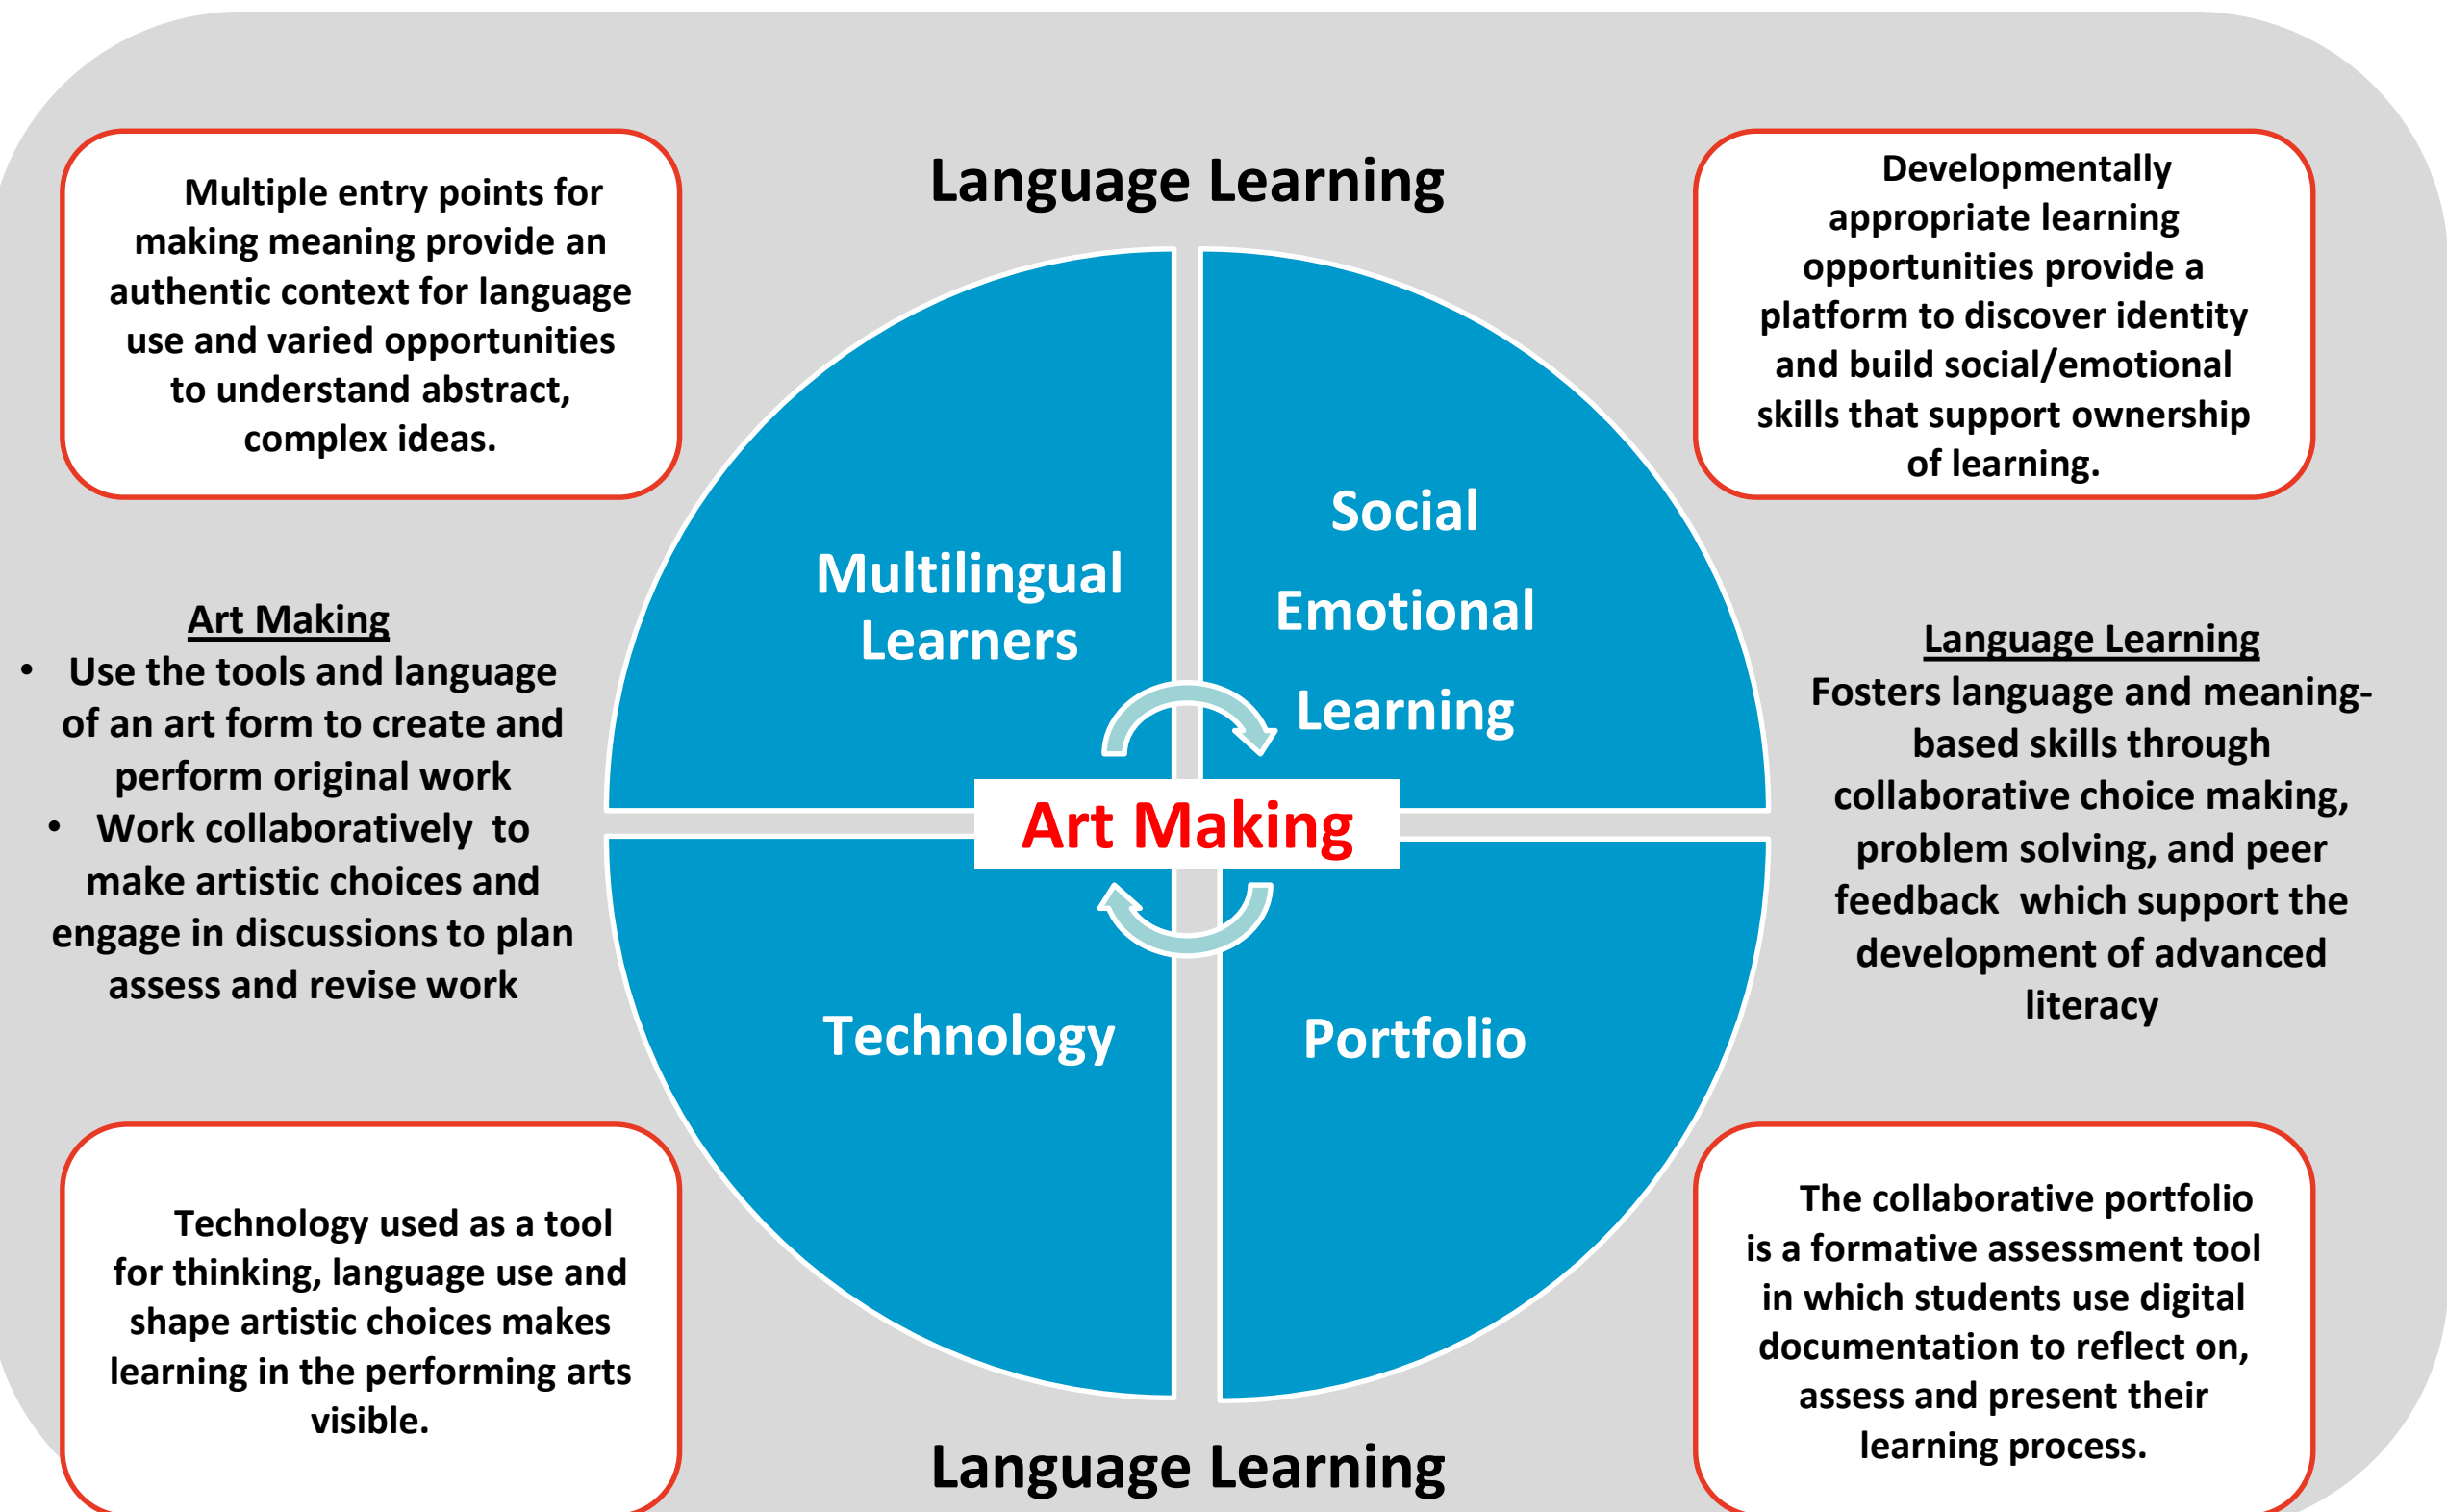 Language Learning
Multiple entry points for
making meaning provide an
authentic context for language
use and varied opportunities
to understand abstract,
complex ideas.
Developmentally
appropriate learning
opportunities provide a
platform to discover identity
and build social/emotional
skills that support ownership
of learning.
Multilingual
Learners
Social
Emotional
Learning
Art Making
• Use the tools and language
of an art form to create and
perform original work
• Work collaboratively  to
make artistic choices and
engage in discussions to plan
assess and revise work
Art Making
Language Learning
Fosters language and meaning-
based skills through
collaborative choice making,
problem solving, and peer
feedback  which support the
development of advanced
literacy
Technology
Portfolio
Technology used as a tool
for thinking, language use and
shape artistic choices makes
learning in the performing arts
visible.
The collaborative portfolio
is a formative assessment tool
in which students use digital
documentation to reflect on,
assess and present their
learning process.
Language Learning